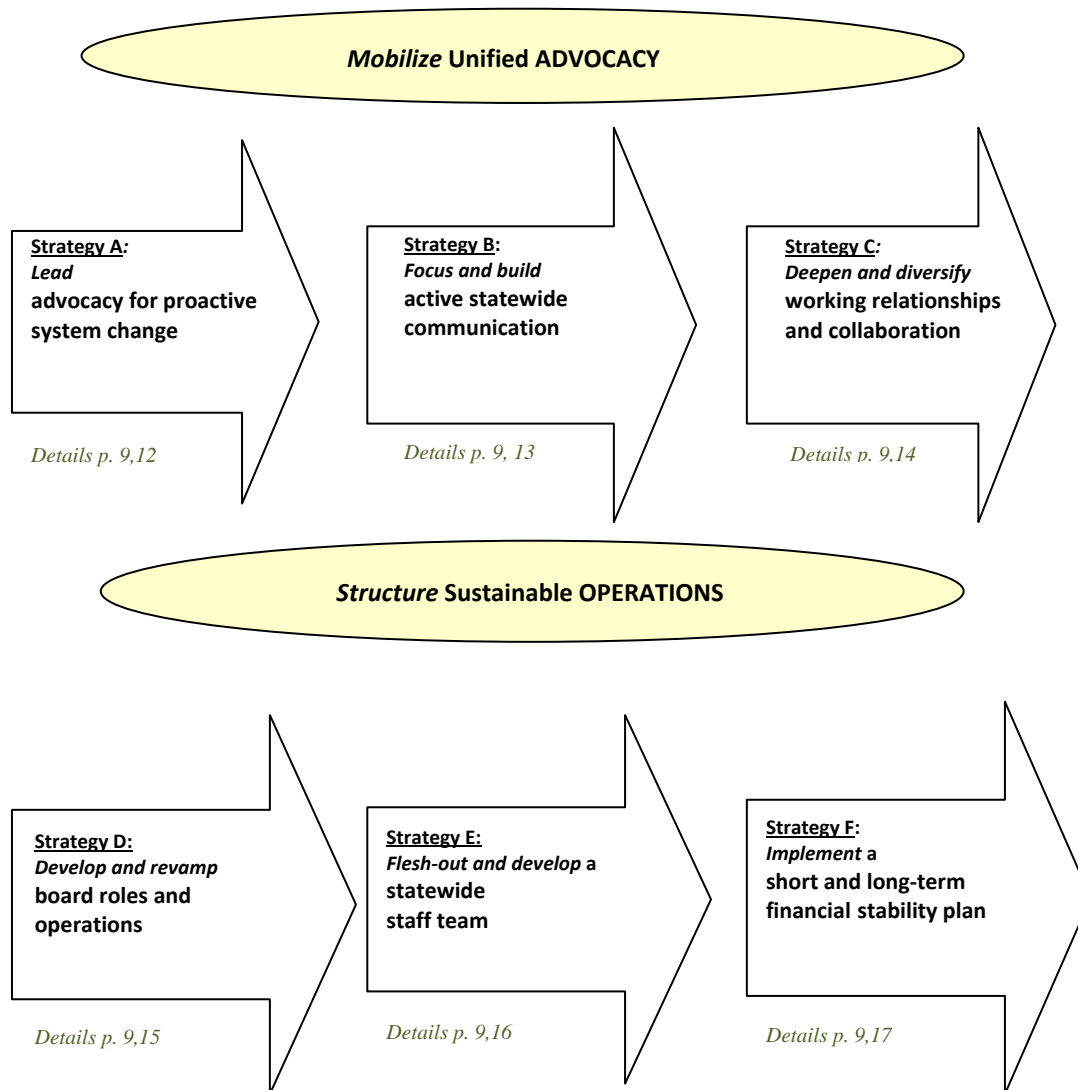 Mobilize Unified ADVOCACY
Strategy A:
Lead
advocacy for proactive
system change
Details p. 9,12
Strategy B:
Focus and build
active statewide
communication
Details p. 9, 13
Strategy C:
Deepen and diversify
working relationships
and collaboration
Details p. 9,14
Structure Sustainable OPERATIONS
Strategy D:
Develop and revamp
board roles and
operations
Details p. 9,15
Strategy E:
Flesh-out and develop a
statewide
staff team
Details p. 9,16
Strategy F:
Implement a
short and long-term
financial stability plan
Details p. 9,17